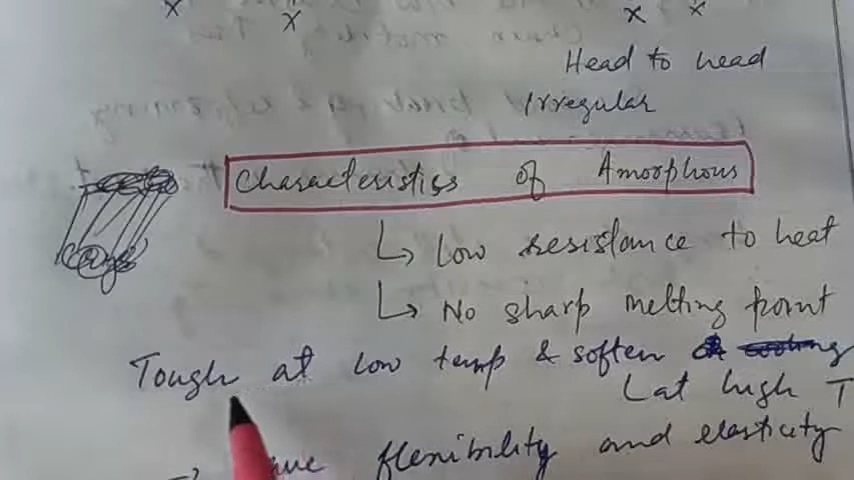 x x x x
Head to head
Irregular
Characteristics of Amorphous
↳ Low resistance to heat
↳ No sharp melting point
Tough at low temp & soften
↳ at high T
→ flexibility and elasticity